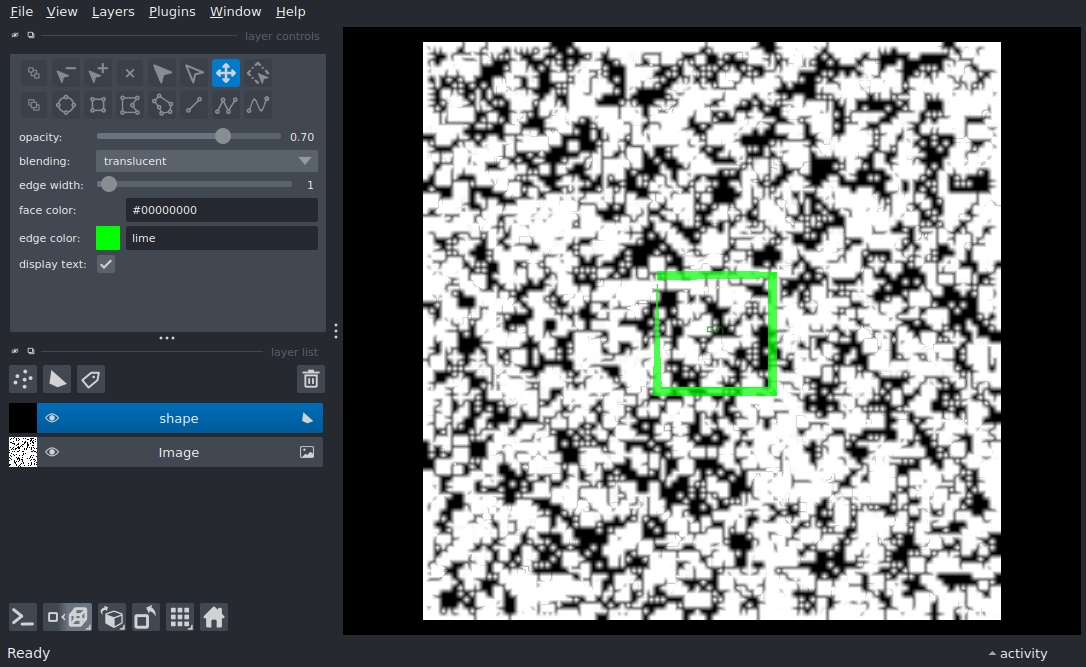 File View Layers Plugins Window Help
layer controls
opacity: 0.70
blending: translucent
edge width: 1
face color: #00000000
edge color: lime
display text:
layer list
shape
Image
Ready
activity